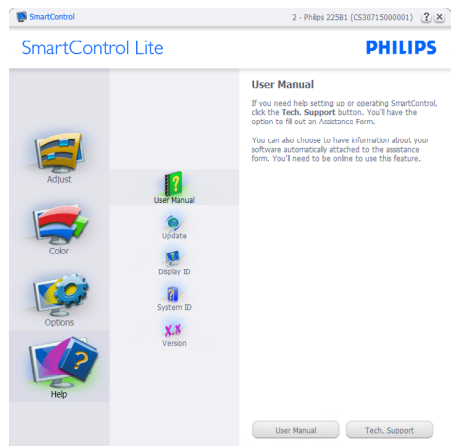 SmartControl
2 - Philips 225B1 (CS30715000001) ? X
SmartControl Lite
PHILIPS
Adjust
Color
Options
Help
User Manual
Update
Display ID
System ID
X.X
Version
User Manual
If you need help setting up or operating SmartControl,
click the Tech. Support button. You'll have the
option to fill out an Assistance Form.
You can also choose to have information about your
software automatically attached to the assistance
form. You'll need to be online to use this feature.
User Manual
Tech. Support